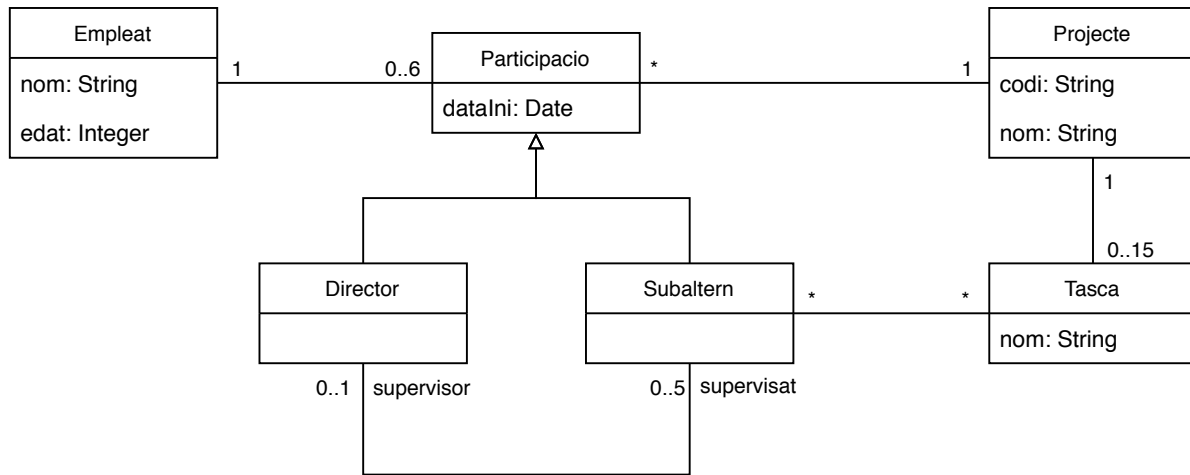 Empleat
nom: String
edat: Integer
1
0..6
Participacio
dataIni: Date
*
1
Projecte
codi: String
nom: String
1
0..15
Director
Subaltern
*
*
Tasca
nom: String
0..1
supervisor
0..5
supervisat